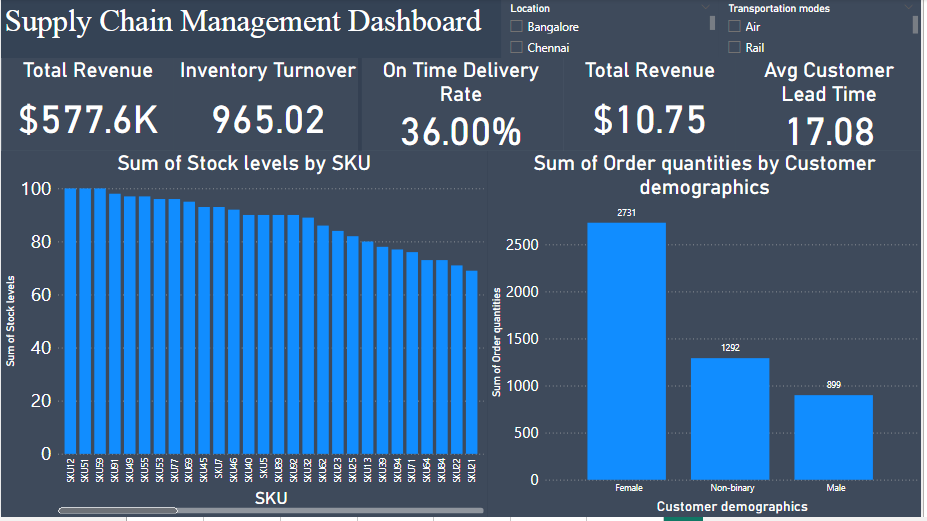 Supply Chain Management Dashboard
Location
Bangalore
Chennai
Transportation modes
Air
Rail
Total Revenue
$577.6K
Inventory Turnover
965.02
On Time Delivery
Rate
36.00%
Total Revenue
$10.75
Avg Customer
Lead Time
17.08
Sum of Stock levels by SKU
Sum of Stock levels
100
80
60
40
20
0
SKU12
SKU51
SKU59
SKU91
SKU49
SKU55
SKU53
SKU77
SKU69
SKU45
SKU7
SKU46
SKU40
SKU5
SKU89
SKU92
SKU32
SKU62
SKU23
SKU25
SKU13
SKU39
SKU94
SKU71
SKU64
SKU84
SKU22
SKU21
SKU
Sum of Order quantities by Customer
demographics
Sum of Order quantities
2500
2000
1500
1000
500
0
2731
1292
899
Female
Non-binary
Male
Customer demographics